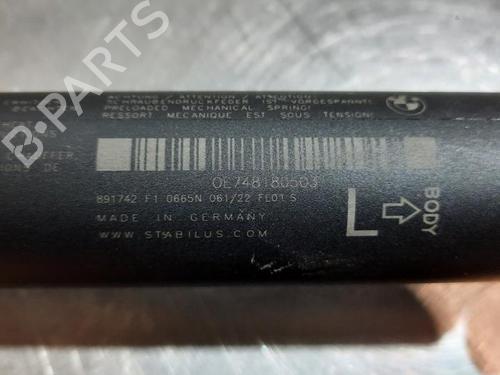 ACHTUNG / ATTENTION / ATTENTION!
SCHRAUBENDRUCKFEDER IST VORGESPANNT!
PRELOADED MECHANICAL SPRING!
RESSORT MECANIQUE EST SOUS TENSION!
0E748180503
891742 F1 0665N 061/22 FL01 S
MADE IN GERMANY
WWW.STABILUS.COM
L
BODY